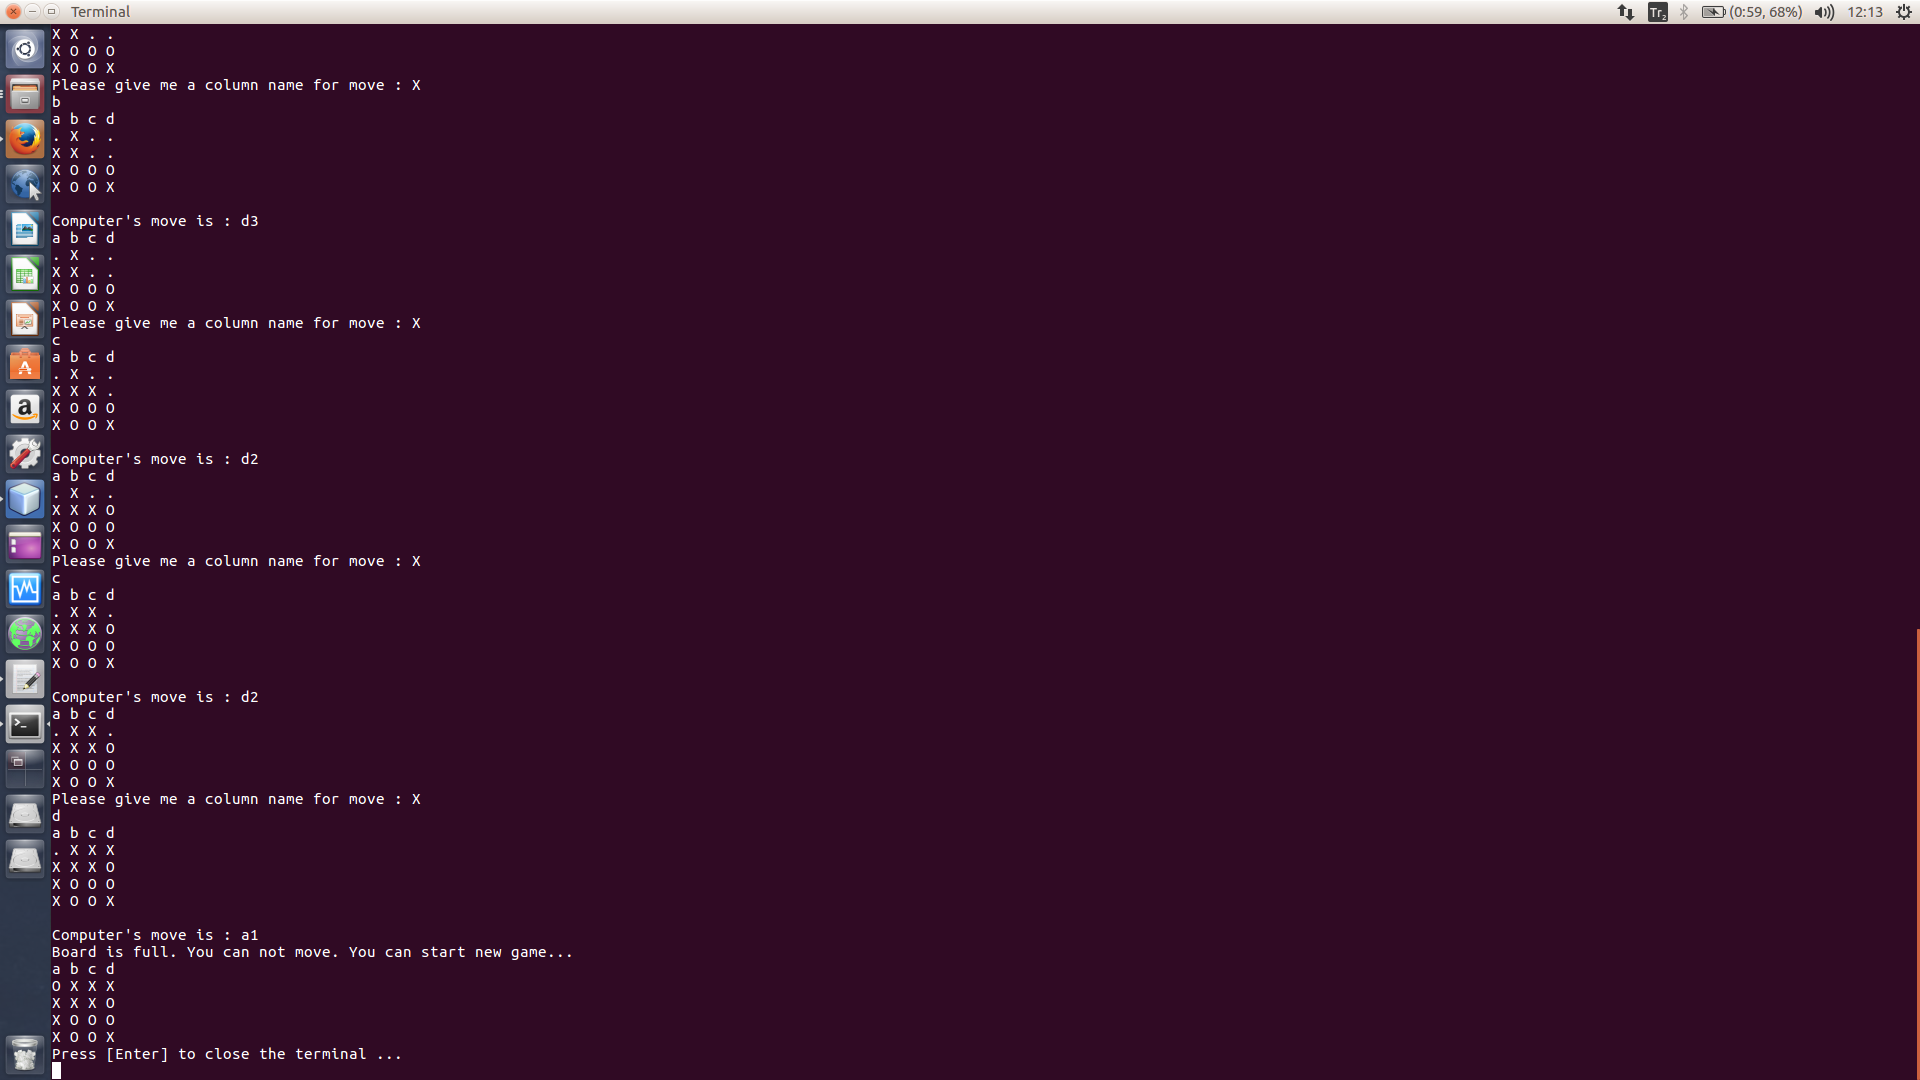 Terminal
Tr2 (0:59, 68%) 12:13
X X . .
X O O O
X O O X
Please give me a column name for move : X
b
a b c d
. X . .
X X . .
X O O O
X O O X
Computer's move is : d3
a b c d
. X . .
X X . .
X O O O
X O O X
Please give me a column name for move : X
c
a b c d
. X . .
X X X .
X O O O
X O O X
Computer's move is : d2
a b c d
. X . .
X X X O
X O O O
X O O X
Please give me a column name for move : X
c
a b c d
. X X .
X X X O
X O O O
X O O X
Computer's move is : d2
a b c d
. X X .
X X X O
X O O O
X O O X
Please give me a column name for move : X
d
a b c d
. X X X
X X X O
X O O O
X O O X
Computer's move is : a1
Board is full. You can not move. You can start new game...
a b c d
O X X X
X X X O
X O O O
X O O X
Press [Enter] to close the terminal ...